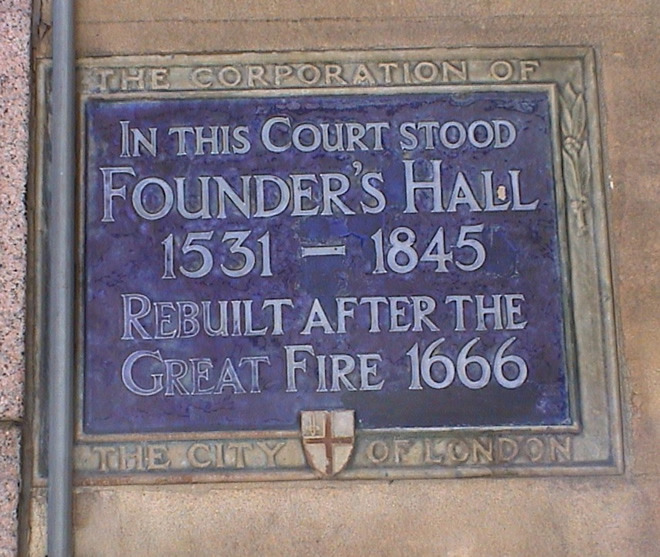 THE CORPORATION OF
IN THIS COURT STOOD
FOUNDER'S HALL
1531 — 1845
REBUILT AFTER THE
GREAT FIRE 1666
THE CITY OF LONDON